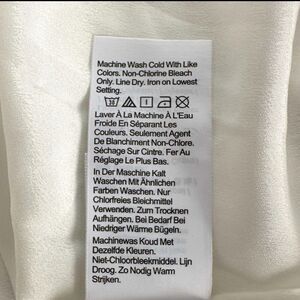 Machine Wash Cold With Like
Colors. Non-Chlorine Bleach
Only. Line Dry. Iron on Lowest
Setting.
Laver À La Machine À L'Eau
Froide En Séparant Les
Couleurs. Seulement Agent
De Blanchiment Non-Chlore.
Séchage Sur Cintre. Fer Au
Réglage Le Plus Bas.
In Der Maschine Kalt
Waschen Mit Ähnlichen
Farben Waschen. Nur
Chlorfreies Bleichmittel
Verwenden. Zum Trocknen
Aufhängen. Bei Bedarf Bei
Niedriger Wärme Bügeln.
Machinewas Koud Met
Dezelfde Kleuren.
Niet-Chloorbleekmiddel. Lijn
Droog. Zo Nodig Warm
Strijken.